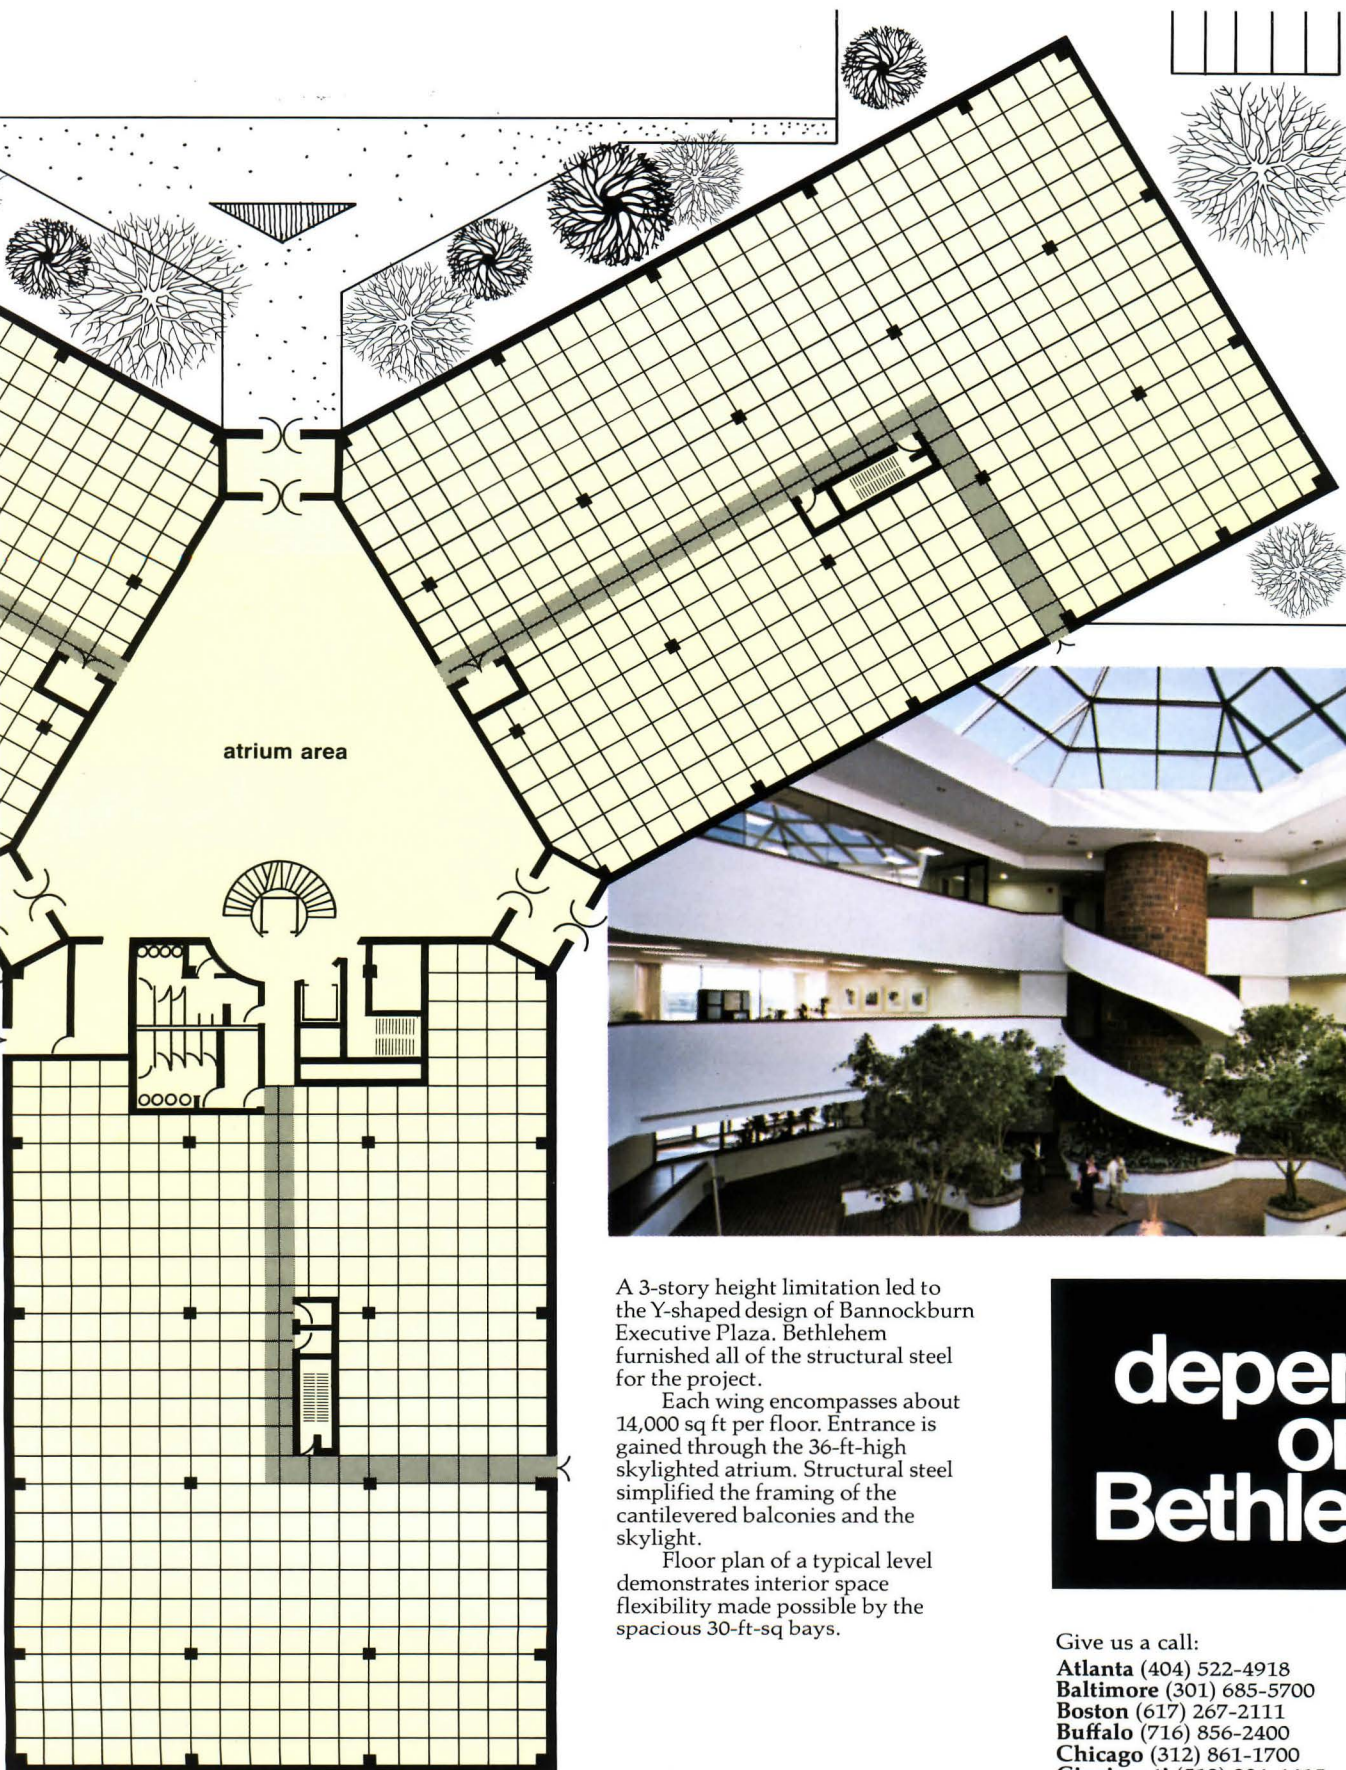 atrium area
A 3-story height limitation led to
the Y-shaped design of Bannockburn
Executive Plaza. Bethlehem
furnished all of the structural steel
for the project.
Each wing encompasses about
14,000 sq ft per floor. Entrance is
gained through the 36-ft-high
skylighted atrium. Structural steel
simplified the framing of the
cantilevered balconies and the
skylight.
Floor plan of a typical level
demonstrates interior space
flexibility made possible by the
spacious 30-ft-sq bays.
Give us a call:
Atlanta (404) 522-4918
Baltimore (301) 685-5700
Boston (617) 267-2111
Buffalo (716) 856-2400
Chicago (312) 861-1700